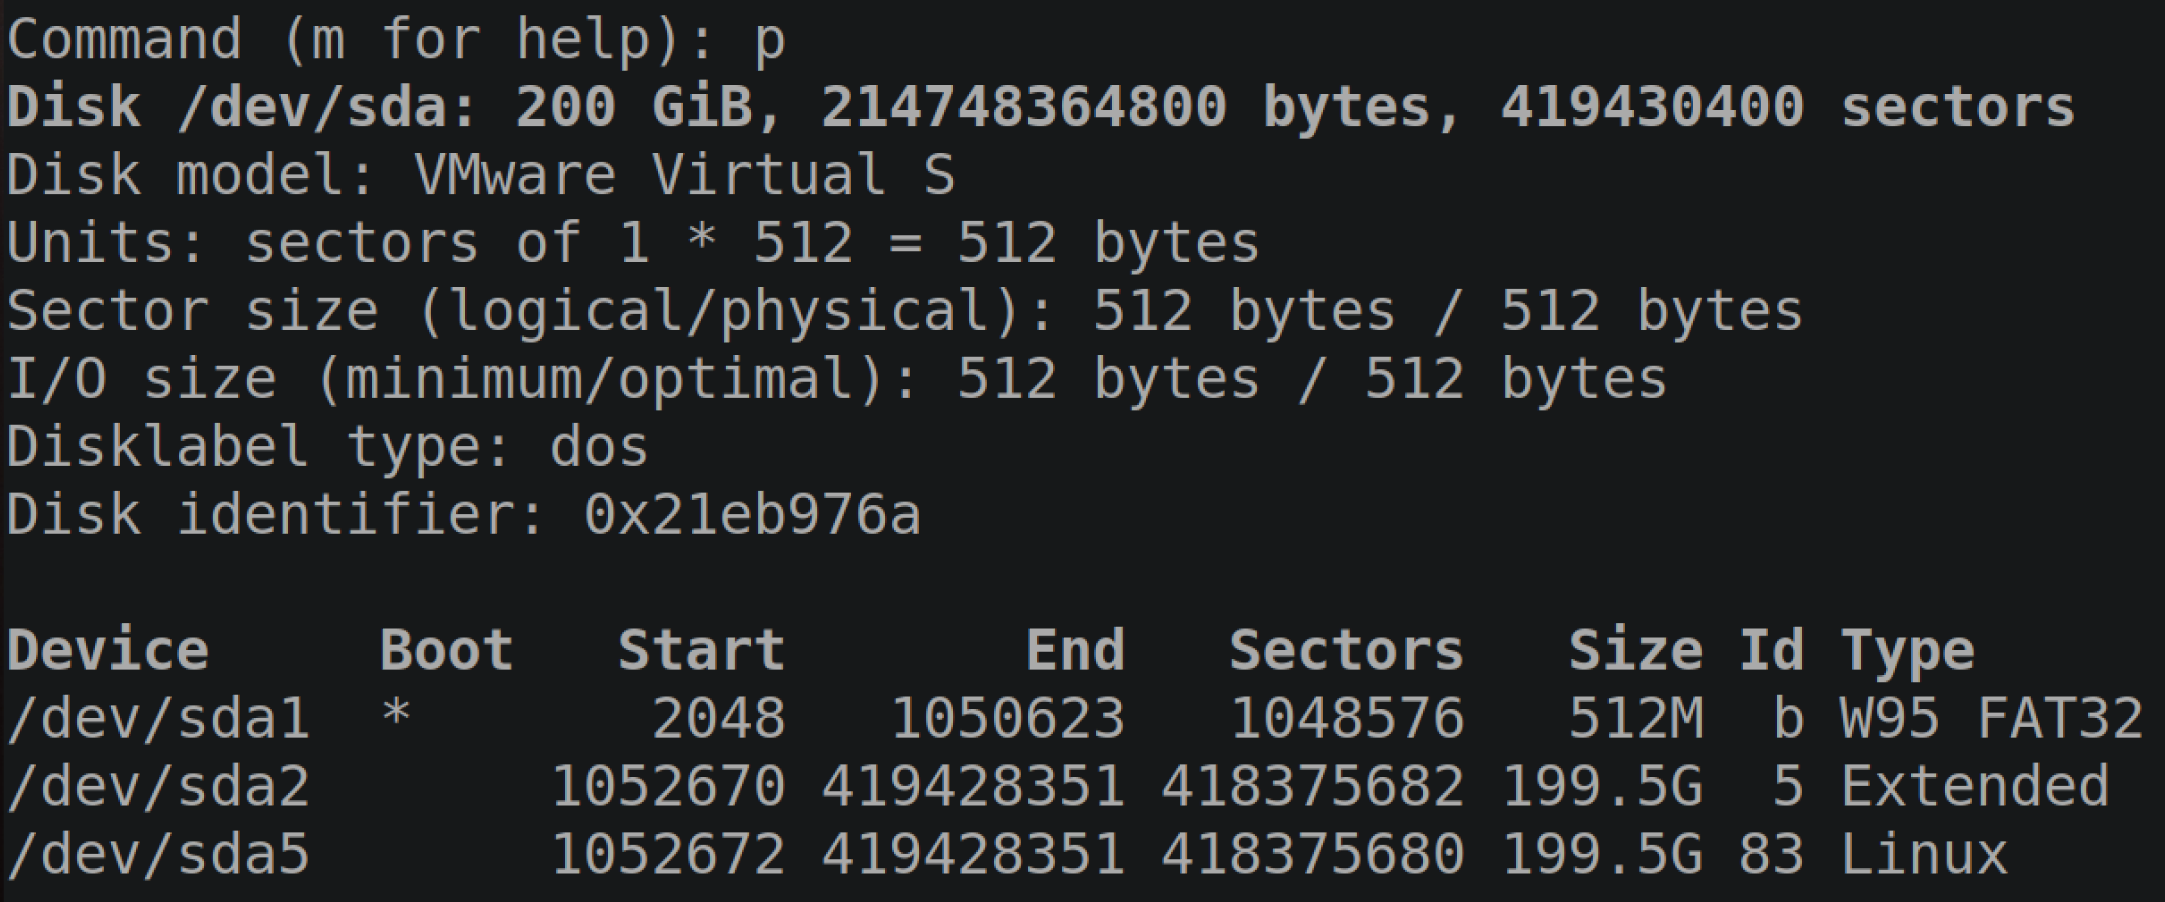 Command (m for help): p
Disk /dev/sda: 200 GiB, 214748364800 bytes, 419430400 sectors
Disk model: VMware Virtual S
Units: sectors of 1 * 512 = 512 bytes
Sector size (logical/physical): 512 bytes / 512 bytes
I/O size (minimum/optimal): 512 bytes / 512 bytes
Disklabel type: dos
Disk identifier: 0x21eb976a

Device     Boot   Start       End   Sectors   Size Id Type
/dev/sda1  *       2048   1050623   1048576   512M  b W95 FAT32
/dev/sda2       1052670 419428351 418375682 199.5G  5 Extended
/dev/sda5       1052672 419428351 418375680 199.5G 83 Linux